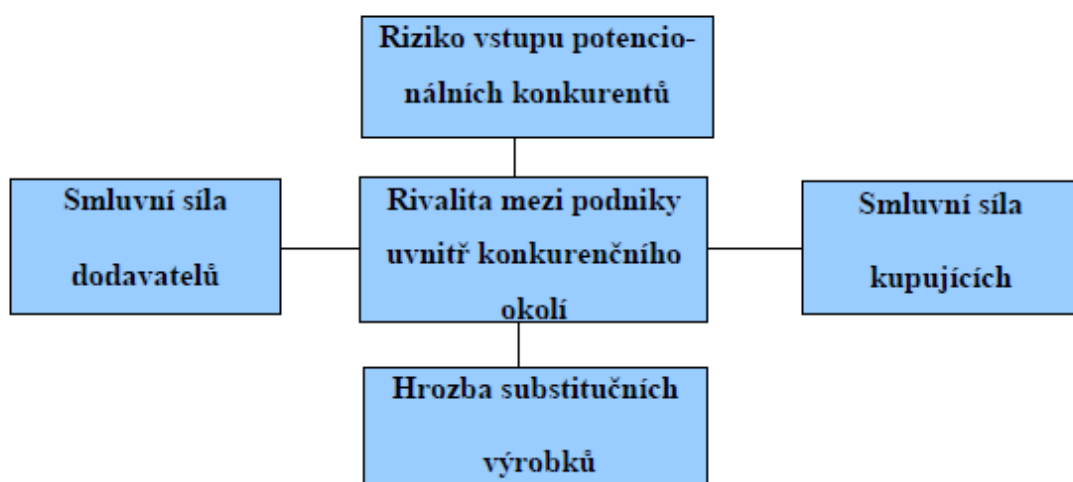 Riziko vstupu potencio-
nálních konkurentů
Smluvní síla
dodavatelů
Rivalita mezi podniky
uvnitř konkurenčního
okolí
Smluvní síla
kupujících
Hrozba substitučních
výrobků